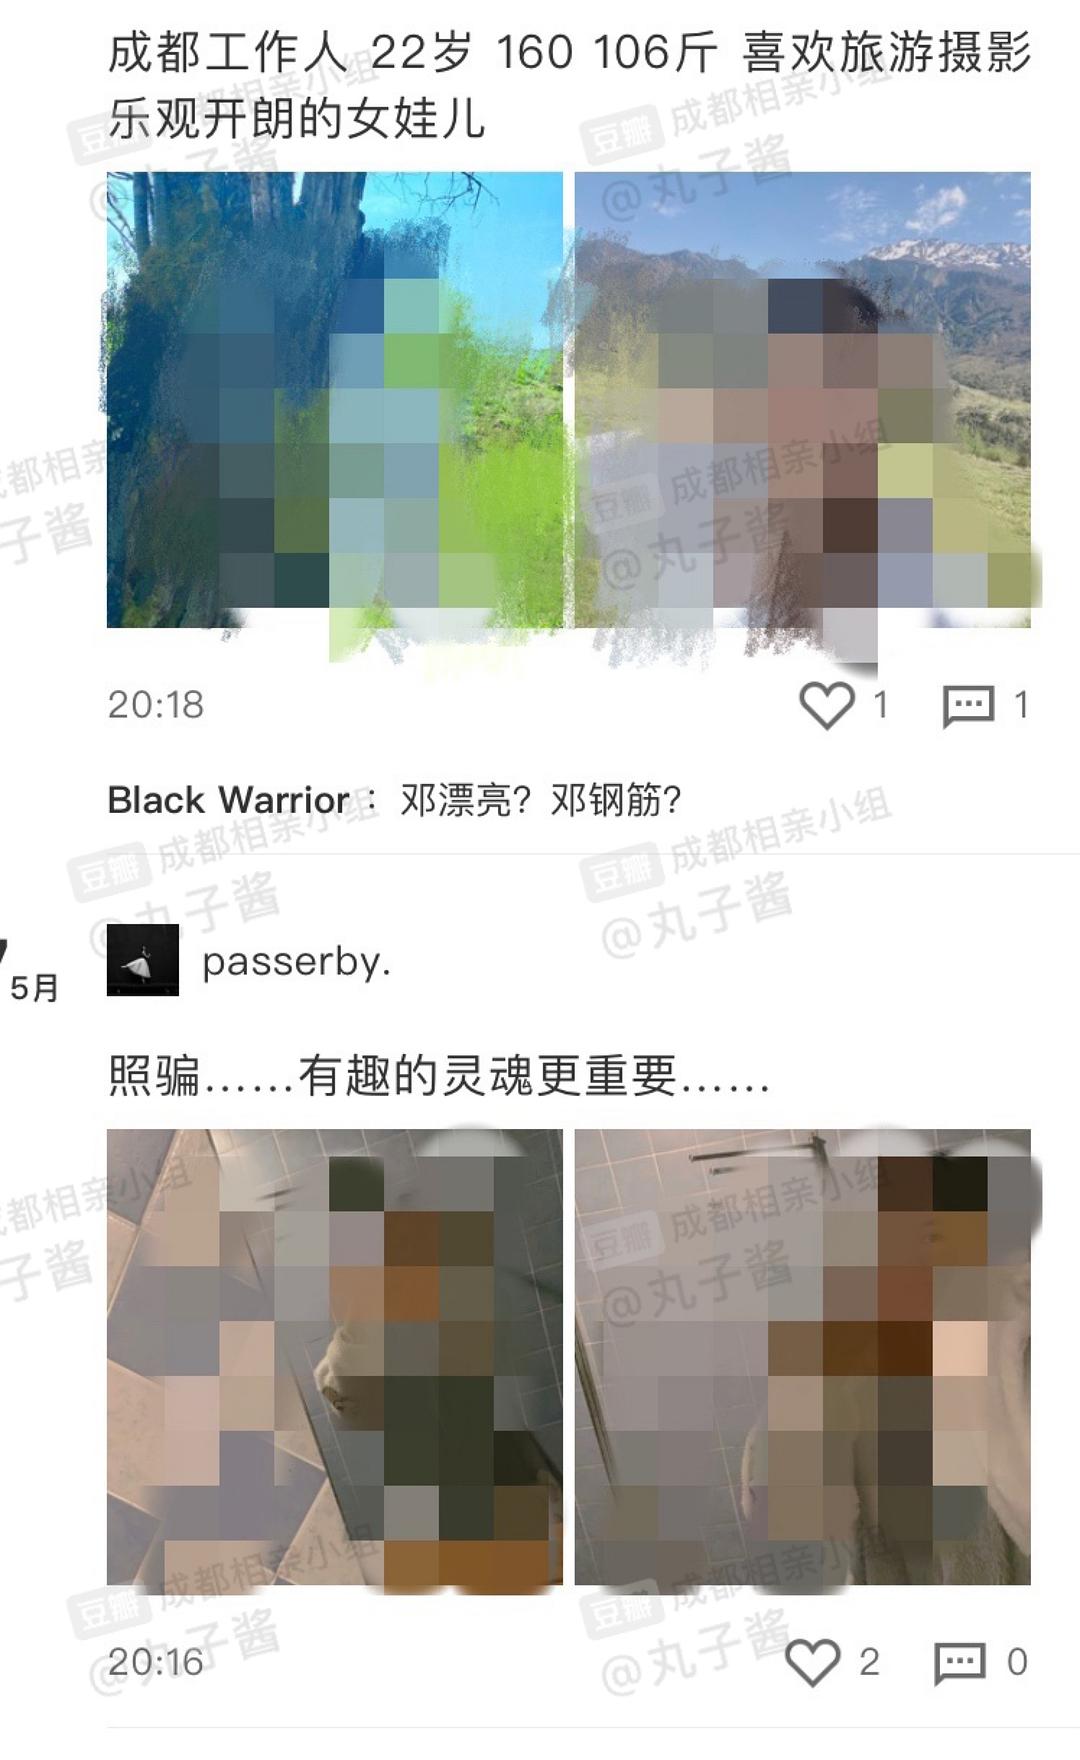 成都工作人 22岁 160 106斤 喜欢旅游摄影
乐观开朗的女娃儿
20:18
1
1
Black Warrior： 邓漂亮？邓钢筋？
5月
passerby.
照骗……有趣的灵魂更重要……
20:16
2
0
豆瓣 成都相亲小组
@丸子酱